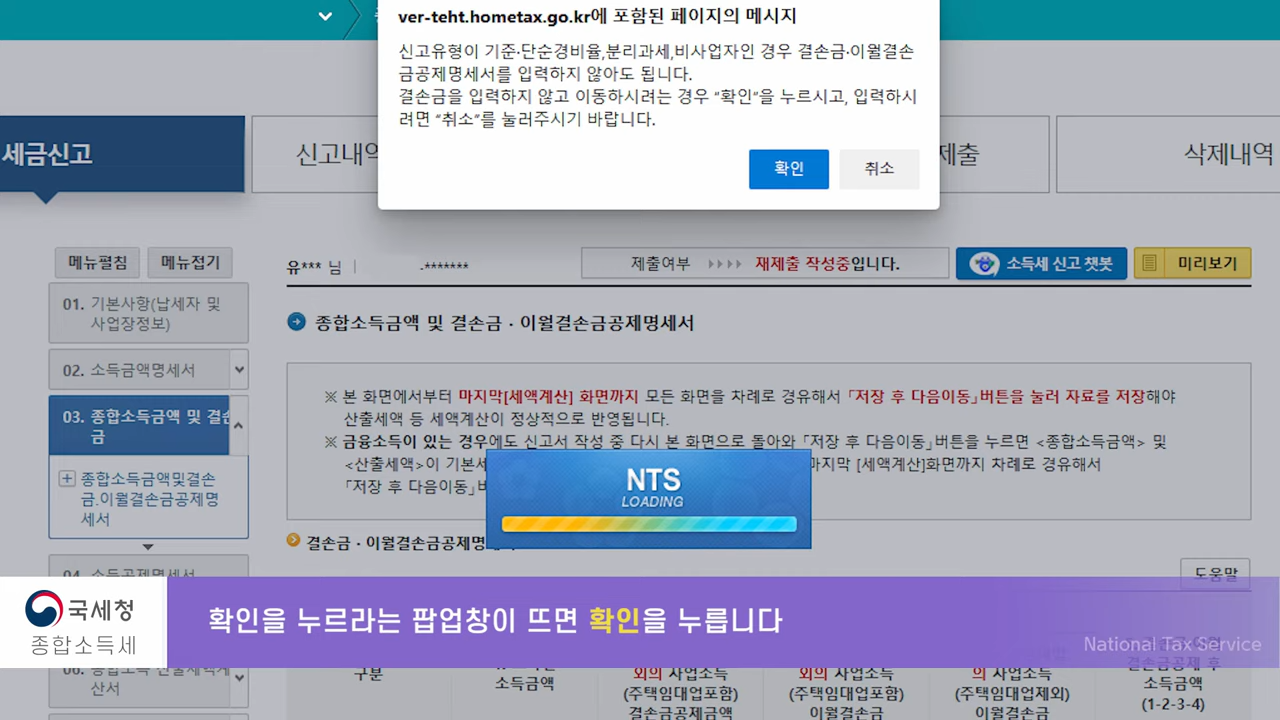 ver-teht.hometax.go.kr에 포함된 페이지의 메시지
신고유형이 기준·단순경비율,분리과세,비사업자인 경우 결손금·이월결손
금공제명세서를 입력하지 않아도 됩니다.
결손금을 입력하지 않고 이동하시려는 경우 “확인”을 누르시고, 입력하시
려면 “취소”를 눌러주시기 바랍니다.
확인 취소
세금신고 신고내역 제출 삭제내역
메뉴펼침 메뉴접기
유*** 님 -*******
제출여부 재제출 작성중입니다.
소득세 신고 챗봇 미리보기
01. 기본사항(납세자 및
사업장정보)
02. 소득금액명세서
03. 종합소득금액 및 결손
금
종합소득금액및결손
금.이월결손금공제명
세서
종합소득금액 및 결손금 · 이월결손금공제명세서
※ 본 화면에서부터 마지막[세액계산] 화면까지 모든 화면을 차례로 경유해서 「저장 후 다음이동」버튼을 눌러 자료를 저장해야
산출세액 등 세액계산이 정상적으로 반영됩니다.
※ 금융소득이 있는 경우에도 신고서 작성 중 다시 본 화면으로 돌아와 「저장 후 다음이동」버튼을 누르면 <종합소득금액> 및
<산출세액>이 기본세 마지막 [세액계산]화면까지 차례로 경유해서
「저장 후 다음이동」버
NTS
LOADING
결손금 · 이월결손금공제명세
도움말
04. 소득공제명세서
국세청
종합소득세
확인을 누르라는 팝업창이 뜨면 확인을 누릅니다
National Tax Service
06. 종합소득 산출세액계
산서
구분
소득금액
외의 사업소득
(주택임대업포함)
결손금공제금액
외의 사업소득
(주택임대업포함)
이월결손금
의 사업소득
(주택임대업제외)
이월결손금
결손금공제 후
소득금액
(1-2-3-4)